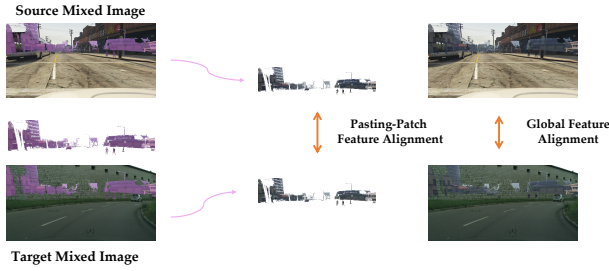 Source Mixed Image
Pasting-Patch
Feature Alignment
Global Feature
Alignment
Target Mixed Image